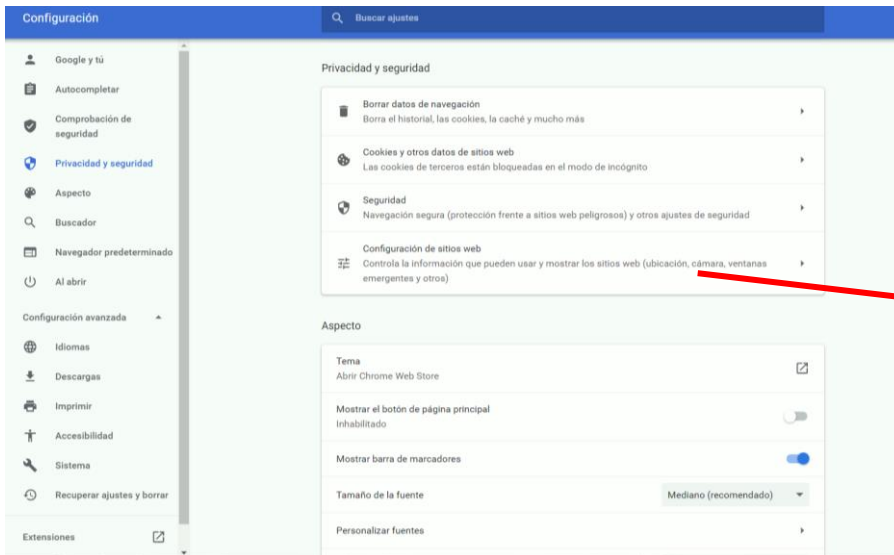 Configuración
Buscar ajustes
Google y tú
Autocompletar
Comprobación de
seguridad
Privacidad y seguridad
Aspecto
Buscador
Navegador predeterminado
Al abrir
Configuración avanzada
Idiomas
Descargas
Imprimir
Accesibilidad
Sistema
Recuperar ajustes y borrar
Extensiones
Privacidad y seguridad
Borrar datos de navegación
Borra el historial, las cookies, la caché y mucho más
Cookies y otros datos de sitios web
Las cookies de terceros están bloqueadas en el modo de incógnito
Seguridad
Navegación segura (protección frente a sitios web peligrosos) y otros ajustes de seguridad
Configuración de sitios web
Controla la información que pueden usar y mostrar los sitios web (ubicación, cámara, ventanas
emergentes y otros)
Aspecto
Tema
Abrir Chrome Web Store
Mostrar el botón de página principal
Inhabilitado
Mostrar barra de marcadores
Tamaño de la fuente
Mediano (recomendado)
Personalizar fuentes